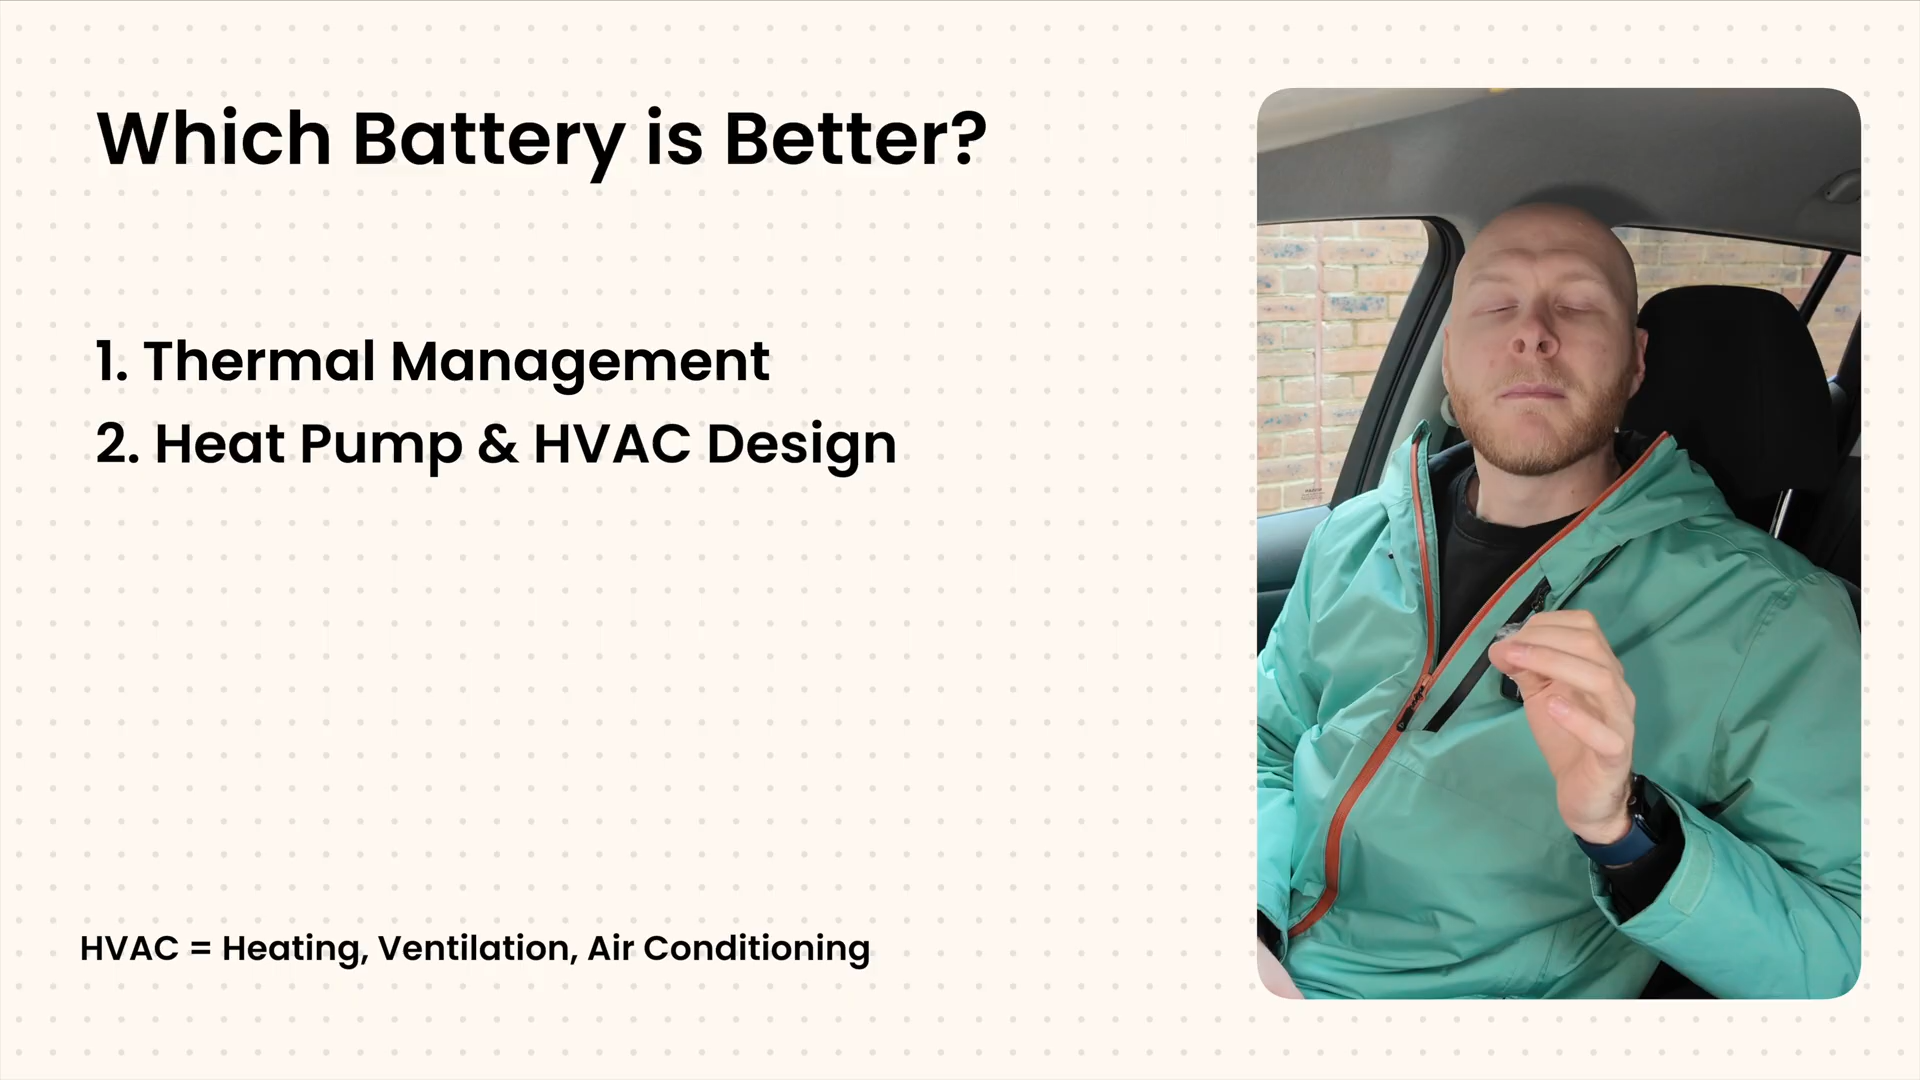 Which Battery is Better?
1. Thermal Management
2. Heat Pump & HVAC Design
HVAC = Heating, Ventilation, Air Conditioning